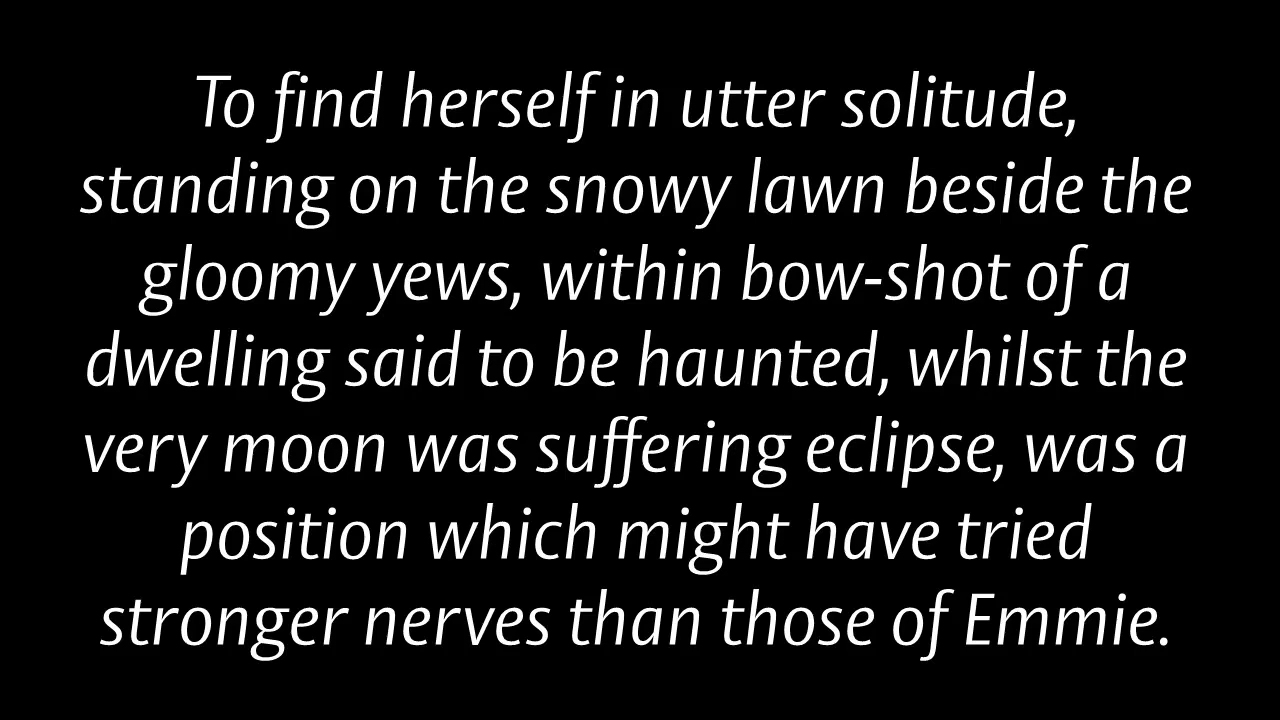 To find herself in utter solitude,
standing on the snowy lawn beside the
gloomy yews, within bow-shot of a
dwelling said to be haunted, whilst the
very moon was suffering eclipse, was a
position which might have tried
stronger nerves than those of Emmie.